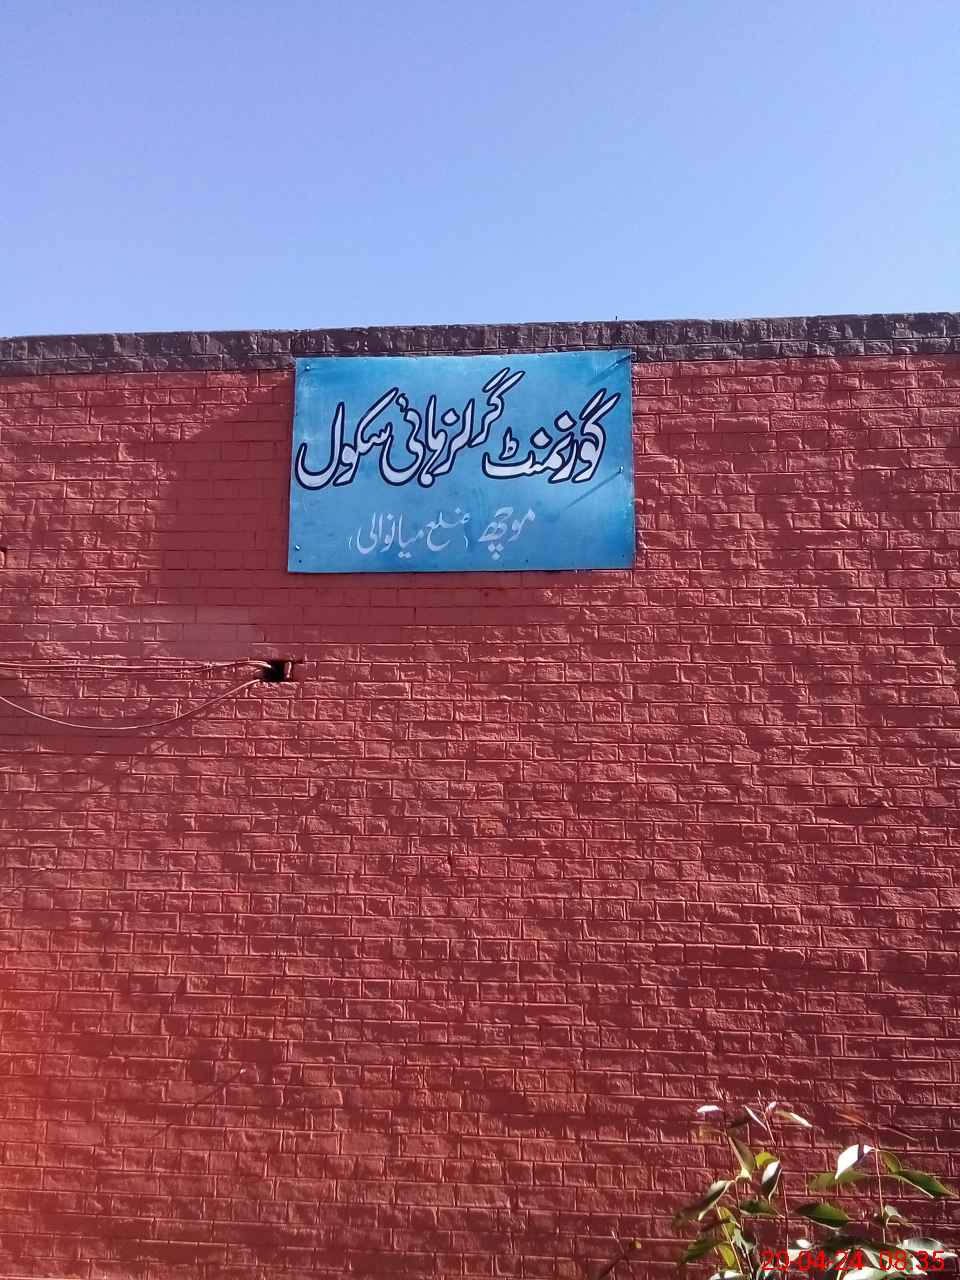 گورنمنٹ گرلز ہائی سکول
موچھ (ضلع میانوالی)
20-04-24 08:35